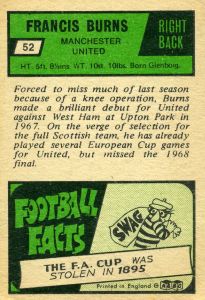 FRANCIS BURNS
52
MANCHESTER
UNITED
RIGHT
BACK
HT. 5ft. 8½ins WT. 10st. 10lbs. Born Glenboig.
Forced to miss much of last season
because of a knee operation, Burns
made a brilliant debut for United
against West Ham at Upton Park in
1967. On the verge of selection for
the full Scottish team, he has already
played several European Cup games
for United, but missed the 1968
final.
FOOTBALL
FACTS
SWAG
THE F.A. CUP WAS
STOLEN IN 1895
Printed in England